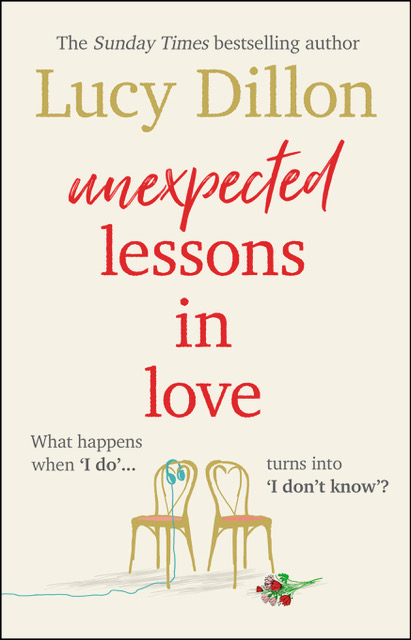 The Sunday Times bestselling author
Lucy Dillon
unexpected
lessons
in
love
What happens
when ‘I do’...
turns into
‘I don’t know’?